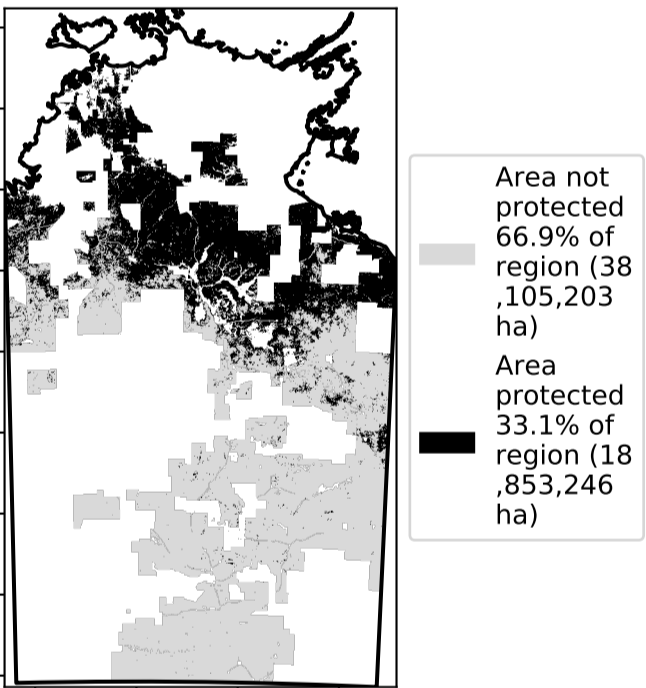 Area not
protected
66.9% of
region (38
,105,203
ha)
Area
protected
33.1% of
region (18
,853,246
ha)